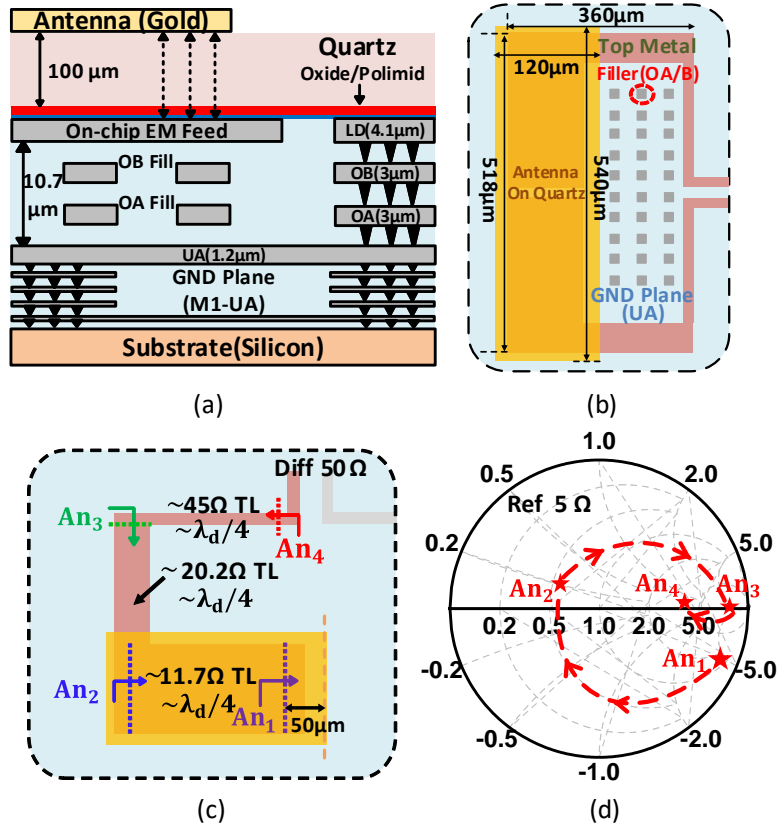 Antenna (Gold)
Quartz
100 μm
Oxide/Polimid
On-chip EM Feed
LD(4.1μm)
OB Fill
OB(3μm)
10.7
μm
OA Fill
OA(3μm)
UA(1.2μm)
GND Plane
(M1-UA)
Substrate(Silicon)
(a)
360μm
Top Metal
120μm
Filler(OA/B)
518μm
540μm
Antenna
On Quartz
GND Plane
(UA)
(b)
Diff 50 Ω
~45Ω TL
An3
~λd/4
An4
~20.2Ω TL
~λd/4
~11.7Ω TL
An2
~λd/4
An1
50μm
(c)
1.0
0.5
2.0
Ref 5 Ω
0.2
5.0
An2
An4
An3
0.2
0.5
1.0
2.0
5.0
An1
-0.2
-5.0
-0.5
-2.0
-1.0
(d)